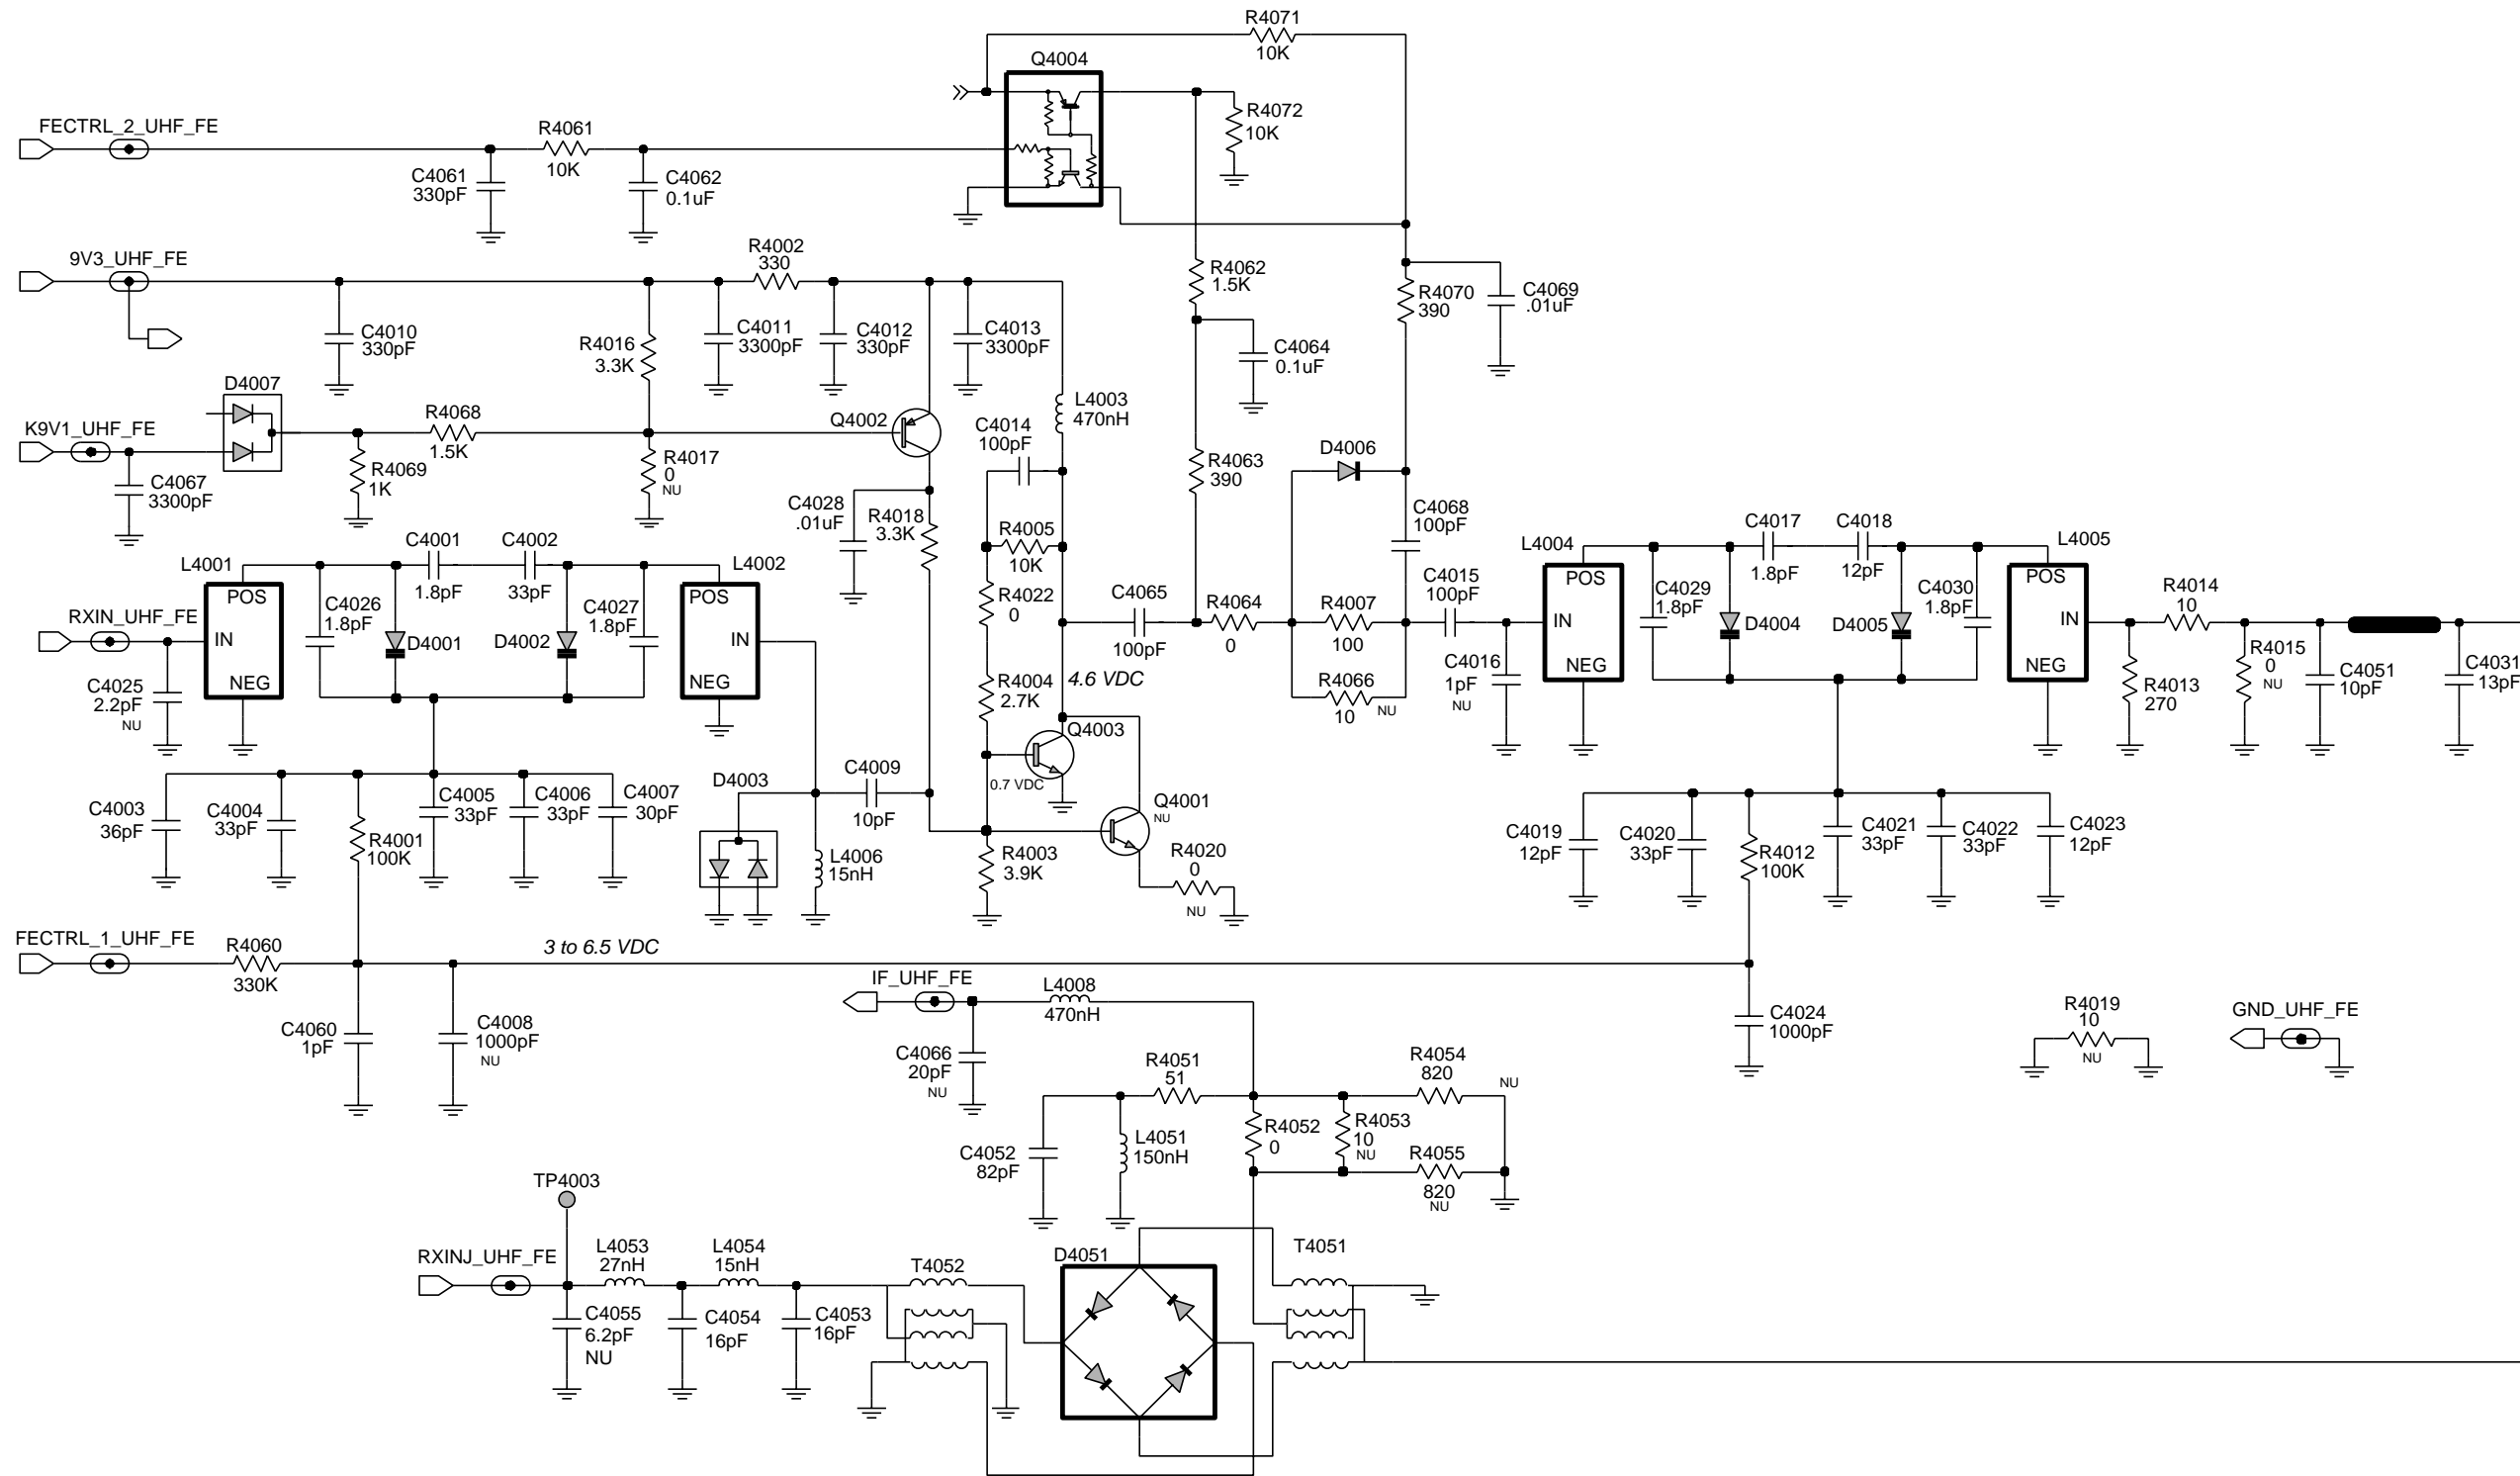 R4071
10K
Q4004
R4072
10K
FECTRL_2_UHF_FE
R4061
10K
C4061
330pF
C4062
0.1uF
9V3_UHF_FE
R4002
330
R4062
1.5K
R4070
390
C4069
.01uF
C4010
330pF
R4016
3.3K
C4011
3300pF
C4012
330pF
C4013
3300pF
C4064
0.1uF
D4007
K9V1_UHF_FE
R4068
1.5K
Q4002
L4003
470nH
C4014
100pF
D4006
C4067
3300pF
R4069
1K
R4017
0
NU
R4063
390
C4028
.01uF
R4018
3.3K
R4005
10K
C4068
100pF
L4001
C4001
1.8pF
C4002
33pF
L4002
L4004
C4017
1.8pF
C4018
12pF
L4005
POS
IN
NEG
RXIN_UHF_FE
C4026
1.8pF
D4001
D4002
C4027
1.8pF
POS
IN
NEG
R4022
0
C4065
100pF
R4064
0
R4007
100
C4015
100pF
POS
IN
NEG
C4029
1.8pF
D4004
D4005
C4030
1.8pF
POS
IN
NEG
R4014
10
C4025
2.2pF
NU
R4004
2.7K
4.6 VDC
R4066
10
NU
C4016
1pF
NU
R4013
270
R4015
0
NU
C4051
10pF
C4031
13pF
Q4003
0.7 VDC
C4003
36pF
C4004
33pF
R4001
100K
C4005
33pF
C4006
33pF
C4007
30pF
D4003
C4009
10pF
L4006
15nH
R4003
3.9K
Q4001
NU
R4020
0
NU
C4019
12pF
C4020
33pF
R4012
100K
C4021
33pF
C4022
33pF
C4023
12pF
FECTRL_1_UHF_FE
R4060
330K
3 to 6.5 VDC
C4060
1pF
C4008
1000pF
NU
IF_UHF_FE
L4008
470nH
C4066
20pF
NU
C4024
1000pF
R4019
10
NU
GND_UHF_FE
R4051
51
R4054
820
NU
C4052
82pF
L4051
150nH
R4052
0
R4053
10
NU
R4055
820
NU
TP4003
RXINJ_UHF_FE
L4053
27nH
L4054
15nH
T4052
D4051
T4051
C4055
6.2pF
NU
C4054
16pF
C4053
16pF